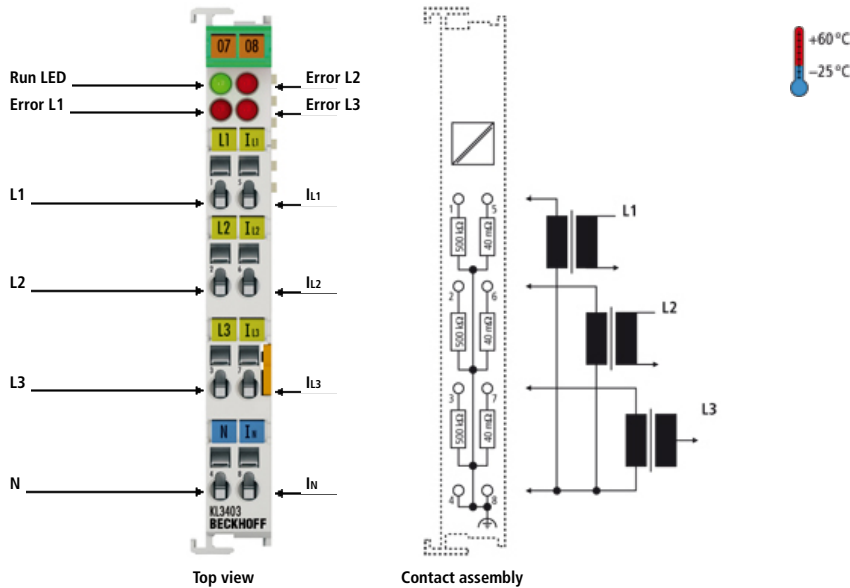 07 08
+60 °C
−25 °C
Run LED
Error L2
Error L1
Error L3
L1 IL1
L1
IL1
1 5
L1
500 kΩ 40 mΩ
L2 IL2
L2
IL2
2 6
L2
500 kΩ 40 mΩ
L3 IL3
L3
IL3
3 7
L3
500 kΩ 40 mΩ
N IN
N
IN
4 8
KL3403
BECKHOFF
Top view
Contact assembly